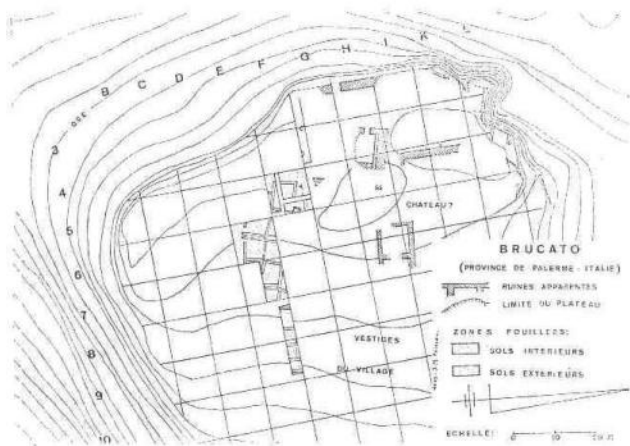 B C D E F G H I K L
3
4
5
6
7
8
9
10
CHATEAU?
VESTIGES
DU VILLAGE
BRUCATO
(PROVINCE DE PALERME - ITALIE)
RUINES APPARENTES
LIMITE DU PLATEAU
ZONES FOUILLEES:
SOLS INTERIEURS
SOLS EXTERIEURS
ECHELLE:
0 10 20 M